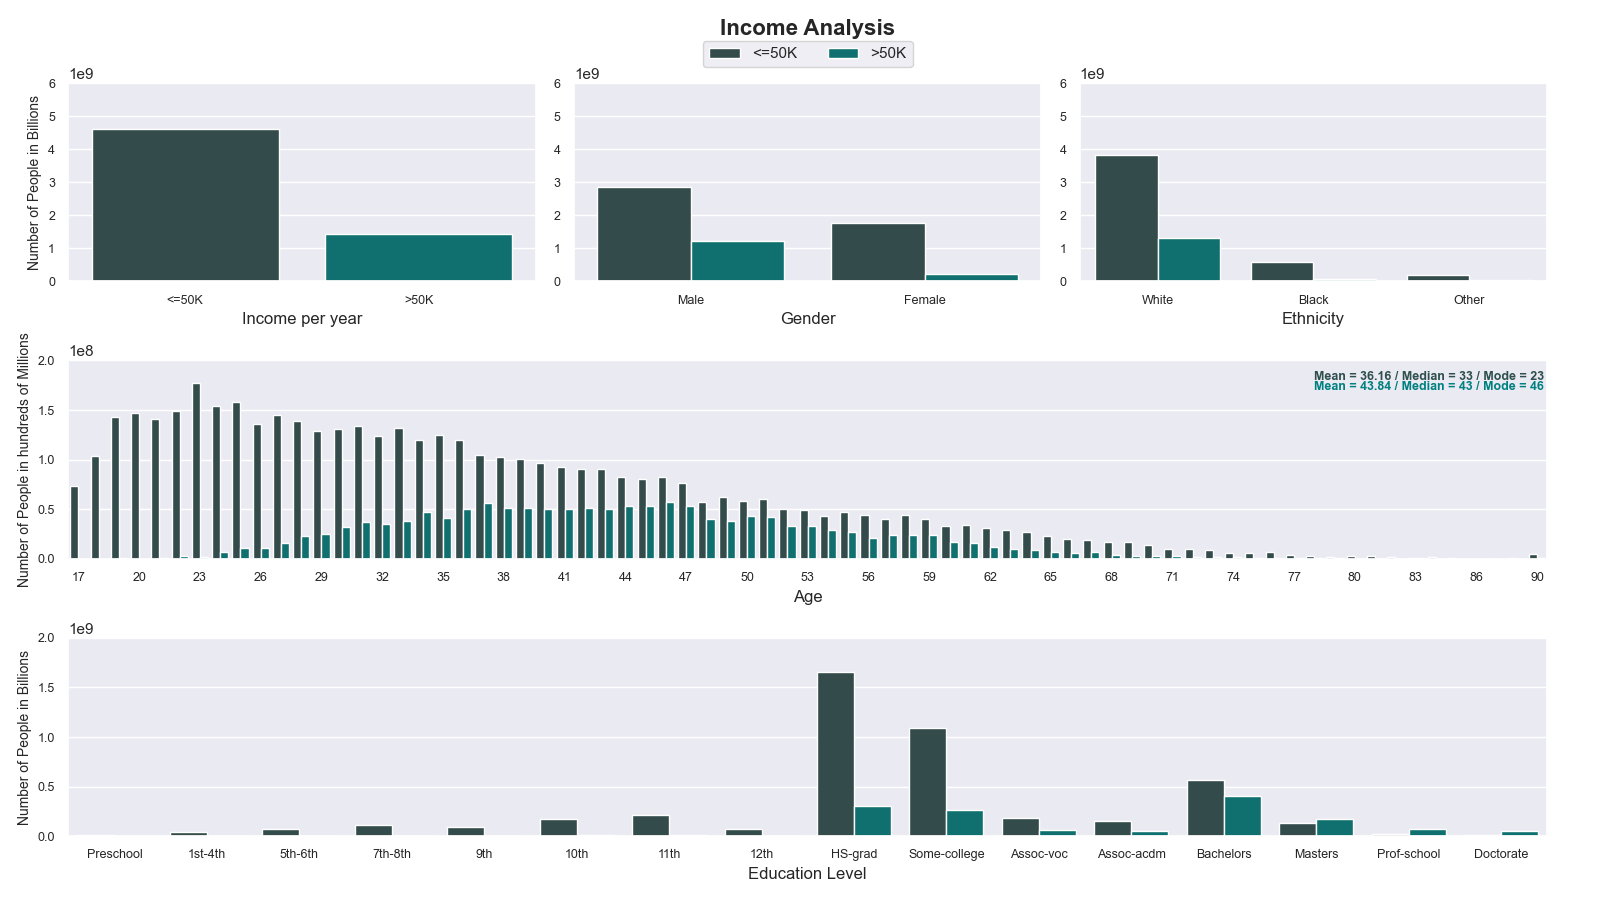 Income Analysis
<=50K >50K
1e9 1e9 1e9
Number of People in Billions
6 6 6
5 5 5
4 4 4
3 3 3
2 2 2
1 1 1
0 0 0
<=50K >50K Male Female White Black Other
Income per year Gender Ethnicity
1e8
Number of People in hundreds of Millions
2.0
Mean = 36.16 / Median = 33 / Mode = 23
Mean = 43.84 / Median = 43 / Mode = 46
1.5
1.0
0.5
0.0
17 20 23 26 29 32 35 38 41 44 47 50 53 56 59 62 65 68 71 74 77 80 83 86 90
Age
1e9
Number of People in Billions
2.0
1.5
1.0
0.5
0.0
Preschool 1st-4th 5th-6th 7th-8th 9th 10th 11th 12th HS-grad Some-college Assoc-voc Assoc-acdm Bachelors Masters Prof-school Doctorate
Education Level